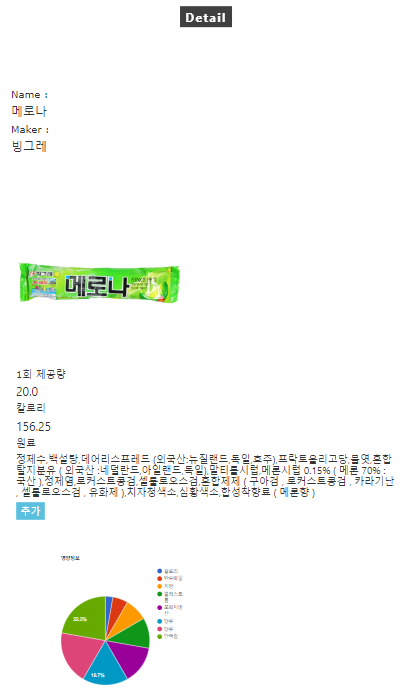 Detail
Name :
메로나
Maker :
빙그레
빙그레
메로나
1회 제공량
20.0
칼로리
156.25
원료
정제수,백설탕,데어리스프레드 (외국산:뉴질랜드,독일,호주),프락토올리고당,물엿,혼합
탈지분유 ( 외국산 :네덜란드,아일랜드,독일),말티톨시럽,메론시럽 0.15% ( 메론 70% :
국산 ),정제염,로커스트콩검,셀룰로오스검,혼합제제 ( 구아검 , 로커스트콩검 , 카라기난
, 셀룰로오스검 , 유화제 ),치자청색소,심황색소,합성착향료 ( 메론향 )
추가
영양정보
칼로리
탄수화물
지방
콜레스트
롤
당류
단백질
22.2%
16.7%